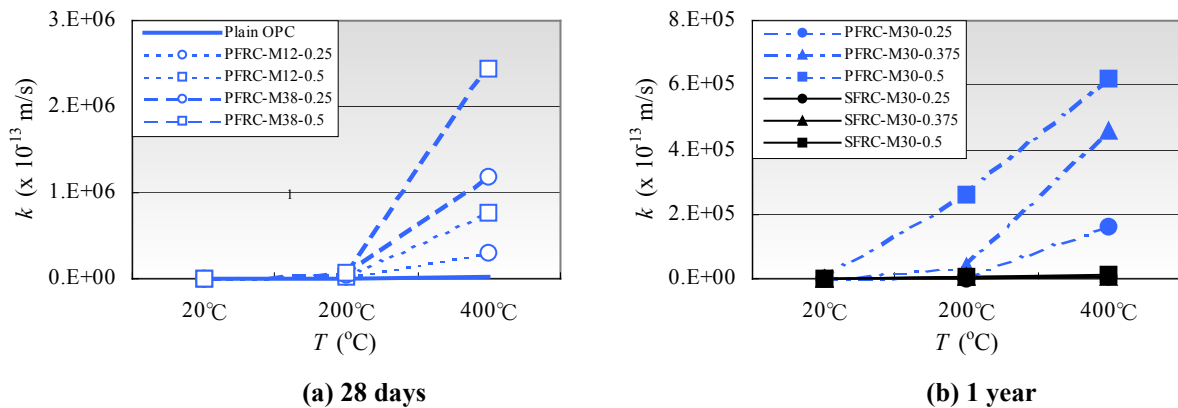 3.E+06
2.E+06
1.E+06
0.E+00
k (x 10⁻¹³ m/s)
Plain OPC
PFRC-M12-0.25
PFRC-M12-0.5
PFRC-M38-0.25
PFRC-M38-0.5
1
20℃ 200℃ 400℃
T (°C)
(a) 28 days
8.E+05
6.E+05
4.E+05
2.E+05
0.E+00
k (x 10⁻¹³ m/s)
PFRC-M30-0.25
PFRC-M30-0.375
PFRC-M30-0.5
SFRC-M30-0.25
SFRC-M30-0.375
SFRC-M30-0.5
20℃ 200℃ 400℃
T (°C)
(b) 1 year